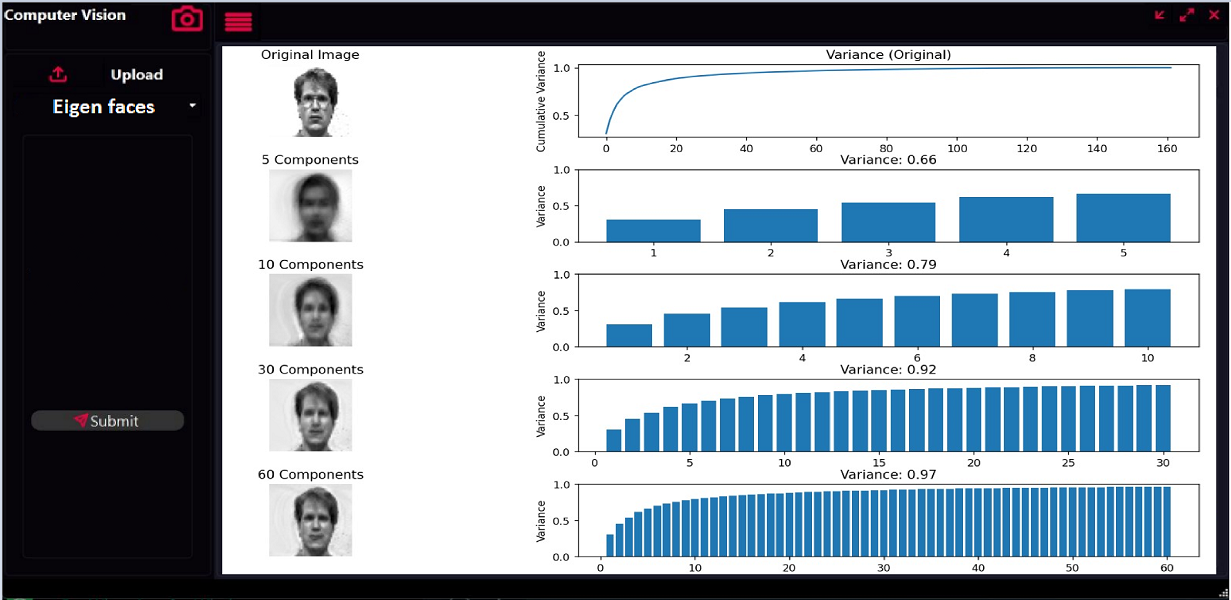 Computer Vision
Upload
Eigen faces
Submit
Original Image
Variance (Original)
Cumulative Variance
1.0
0.5
0 20 40 60 80 100 120 140 160
5 Components
Variance: 0.66
Variance
1.0
0.5
0.0
1 2 3 4 5
10 Components
Variance: 0.79
Variance
1.0
0.5
0.0
2 4 6 8 10
30 Components
Variance: 0.92
Variance
1.0
0.5
0.0
0 5 10 15 20 25 30
60 Components
Variance: 0.97
Variance
1.0
0.5
0.0
0 10 20 30 40 50 60